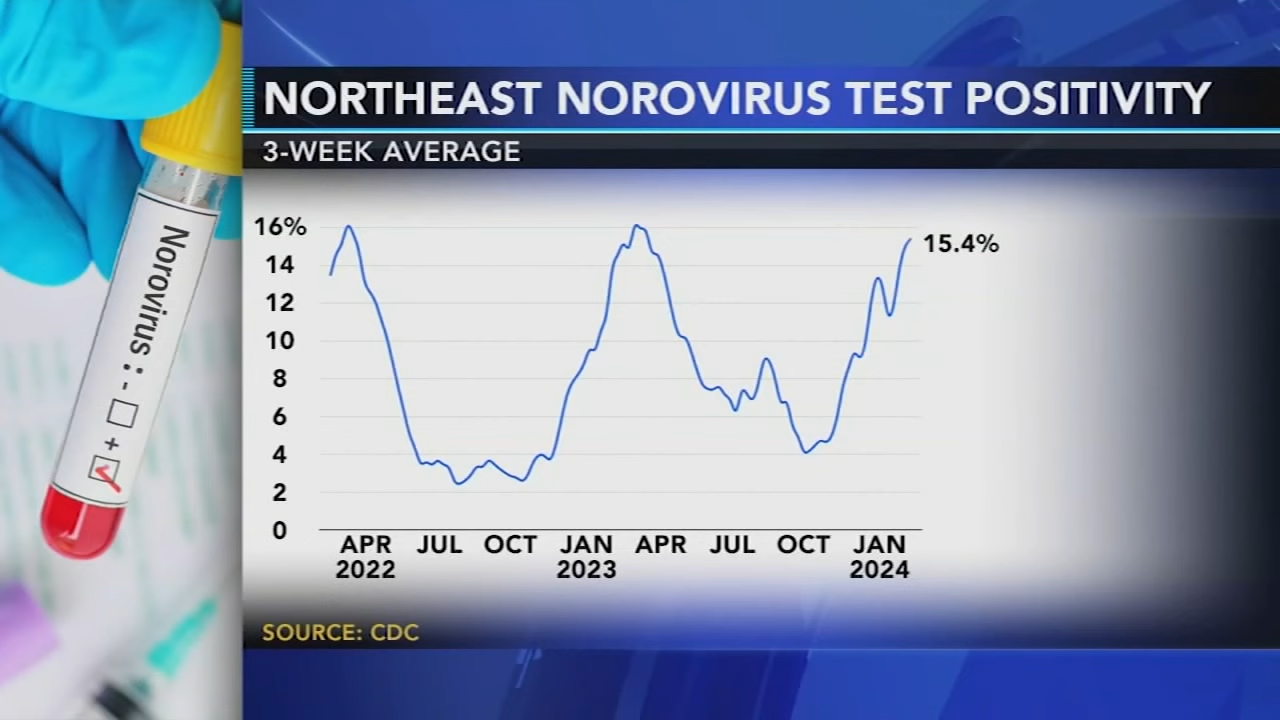 NORTHEAST NOROVIRUS TEST POSITIVITY
3-WEEK AVERAGE
16%
14
12
10
8
6
4
2
0
15.4%
APR JUL OCT JAN APR JUL OCT JAN
2022 2023 2024
SOURCE: CDC
Norovirus : - □ + ☑